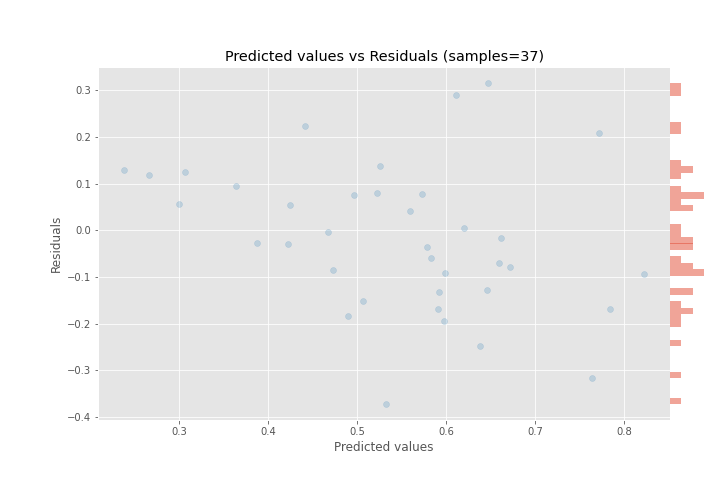 Predicted values vs Residuals (samples=37)
0.3
0.2
0.1
0.0
−0.1
−0.2
−0.3
−0.4
Residuals
0.3 0.4 0.5 0.6 0.7 0.8
Predicted values